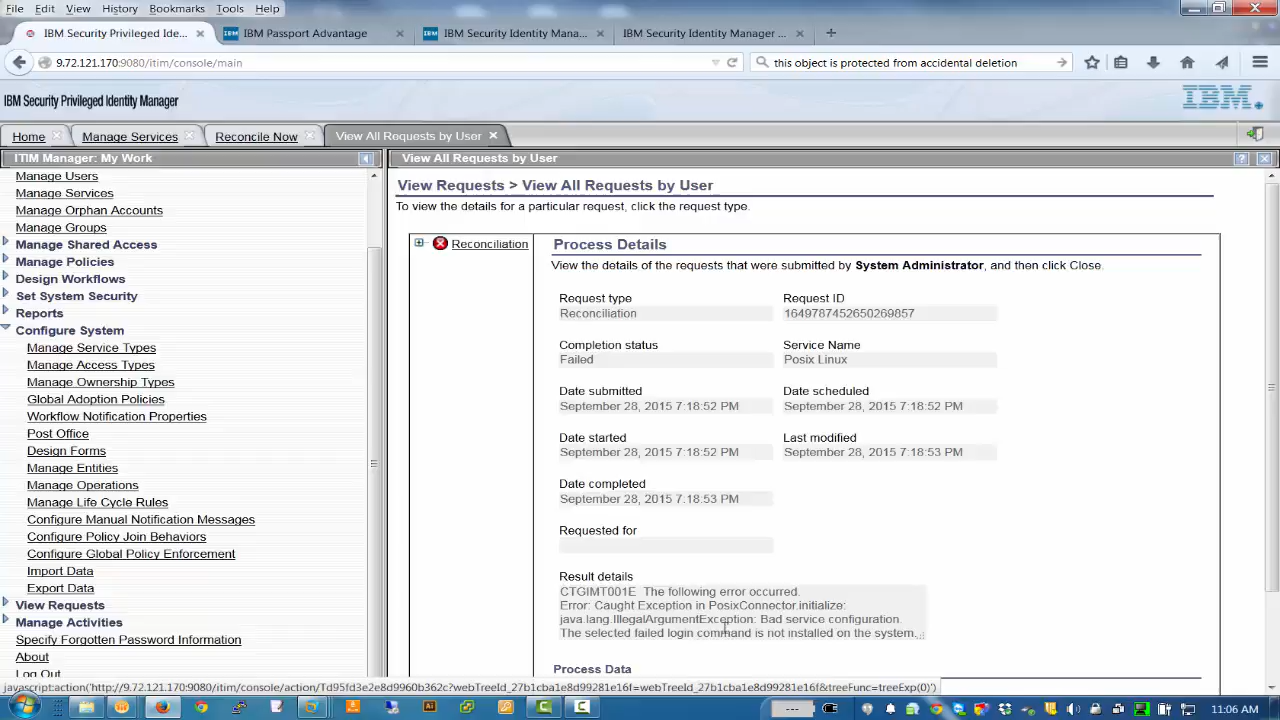 File Edit View History Bookmarks Tools Help
IBM Security Privileged Ide...
IBM Passport Advantage
IBM Security Identity Mana...
IBM Security Identity Manager ...
9.72.121.170:9080/itim/console/main
this object is protected from accidental deletion
IBM Security Privileged Identity Manager
IBM.
Home
Manage Services
Reconcile Now
View All Requests by User
ITIM Manager: My Work
Manage Users
Manage Services
Manage Orphan Accounts
Manage Groups
Manage Shared Access
Manage Policies
Design Workflows
Set System Security
Reports
Configure System
Manage Service Types
Manage Access Types
Manage Ownership Types
Global Adoption Policies
Workflow Notification Properties
Post Office
Design Forms
Manage Entities
Manage Operations
Manage Life Cycle Rules
Configure Manual Notification Messages
Configure Policy Join Behaviors
Configure Global Policy Enforcement
Import Data
Export Data
View Requests
Manage Activities
Specify Forgotten Password Information
About
Log Out
View All Requests by User
View Requests > View All Requests by User
To view the details for a particular request, click the request type.
Reconciliation
Process Details
View the details of the requests that were submitted by System Administrator, and then click Close.
Request type
Request ID
Reconciliation
1649787452650269857
Completion status
Service Name
Failed
Posix Linux
Date submitted
Date scheduled
September 28, 2015 7:18:52 PM
September 28, 2015 7:18:52 PM
Date started
Last modified
September 28, 2015 7:18:52 PM
September 28, 2015 7:18:53 PM
Date completed
September 28, 2015 7:18:53 PM
Requested for
Result details
CTGIMT001E The following error occurred.
Error: Caught Exception in PosixConnector.initialize:
java.lang.IllegalArgumentException: Bad service configuration.
The selected failed login command is not installed on the system.
Process Data
javascript:action('http://9.72.121.170:9080/itim/console/action/Td95fd3e2e8d9960b362c?webTreeId_27b1cba1e8d99281e16f=webTreeId_27b1cba1e8d99281e16f&treeFunc=treeExp(0)')
11:06 AM